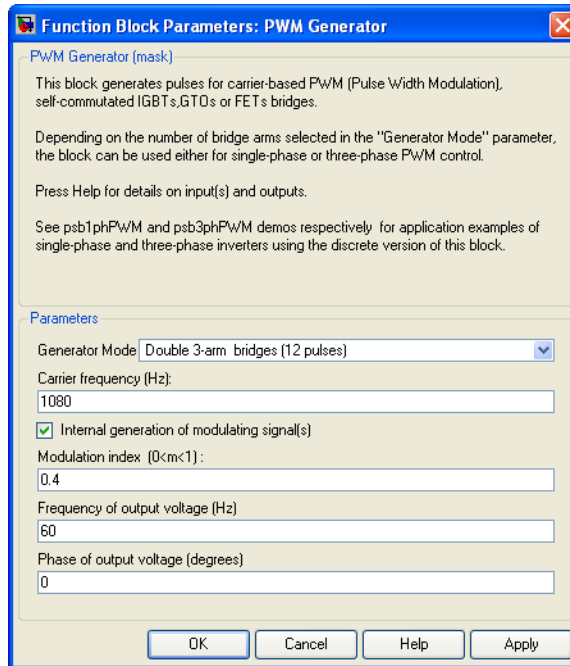 Function Block Parameters: PWM Generator
PWM Generator (mask)
This block generates pulses for carrier-based PWM (Pulse Width Modulation),
self-commutated IGBTs,GTOs or FETs bridges.
Depending on the number of bridge arms selected in the "Generator Mode" parameter,
the block can be used either for single-phase or three-phase PWM control.
Press Help for details on input(s) and outputs.
See psb1phPWM and psb3phPWM demos respectively for application examples of
single-phase and three-phase inverters using the discrete version of this block.
Parameters
Generator Mode Double 3-arm bridges (12 pulses)
Carrier frequency (Hz):
1080
Internal generation of modulating signal(s)
Modulation index (0<m<1) :
0.4
Frequency of output voltage (Hz)
60
Phase of output voltage (degrees)
0
OK Cancel Help Apply